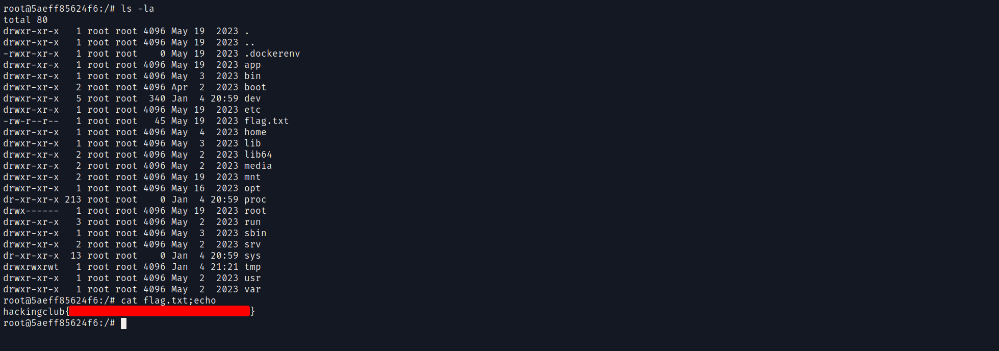 root@5aeff85624f6:/# ls -la
total 80
drwxr-xr-x   1 root root 4096 May 19  2023 .
drwxr-xr-x   1 root root 4096 May 19  2023 ..
-rwxr-xr-x   1 root root    0 May 19  2023 .dockerenv
drwxr-xr-x   1 root root 4096 May 19  2023 app
drwxr-xr-x   1 root root 4096 May  3  2023 bin
drwxr-xr-x   2 root root 4096 Apr  2  2023 boot
drwxr-xr-x   5 root root  340 Jan  4 20:59 dev
drwxr-xr-x   1 root root 4096 May 19  2023 etc
-rw-r--r--   1 root root   45 May 19  2023 flag.txt
drwxr-xr-x   1 root root 4096 May  4  2023 home
drwxr-xr-x   1 root root 4096 May  3  2023 lib
drwxr-xr-x   2 root root 4096 May  2  2023 lib64
drwxr-xr-x   2 root root 4096 May  2  2023 media
drwxr-xr-x   2 root root 4096 May 19  2023 mnt
drwxr-xr-x   1 root root 4096 May 16  2023 opt
dr-xr-xr-x 213 root root    0 Jan  4 20:59 proc
drwx------   1 root root 4096 May 19  2023 root
drwxr-xr-x   3 root root 4096 May  2  2023 run
drwxr-xr-x   1 root root 4096 May  3  2023 sbin
drwxr-xr-x   2 root root 4096 May  2  2023 srv
dr-xr-xr-x  13 root root    0 Jan  4 20:59 sys
drwxrwxrwt   1 root root 4096 Jan  4 21:21 tmp
drwxr-xr-x   1 root root 4096 May  2  2023 usr
drwxr-xr-x   1 root root 4096 May  2  2023 var
root@5aeff85624f6:/# cat flag.txt;echo
hackingclub{}
root@5aeff85624f6:/#